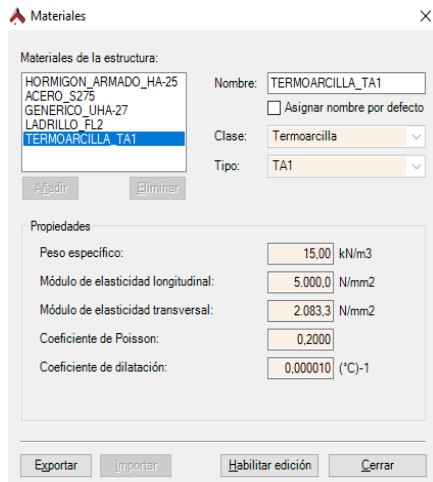 Materiales
Materiales de la estructura:
HORMIGON_ARMADO_HA-25
ACERO_S275
GENERICO_UHA-27
LADRILLO_FL2
TERMOARCILLA_TA1
Nombre: TERMOARCILLA_TA1
Asignar nombre por defecto
Clase: Termoarcilla
Tipo: TA1
Añadir Eliminar
Propiedades
Peso específico: 15,00 kN/m3
Módulo de elasticidad longitudinal: 5.000,0 N/mm2
Módulo de elasticidad transversal: 2.083,3 N/mm2
Coeficiente de Poisson: 0,2000
Coeficiente de dilatación: 0,000010 (°C)-1
Exportar Importar Habilitar edición Cerrar